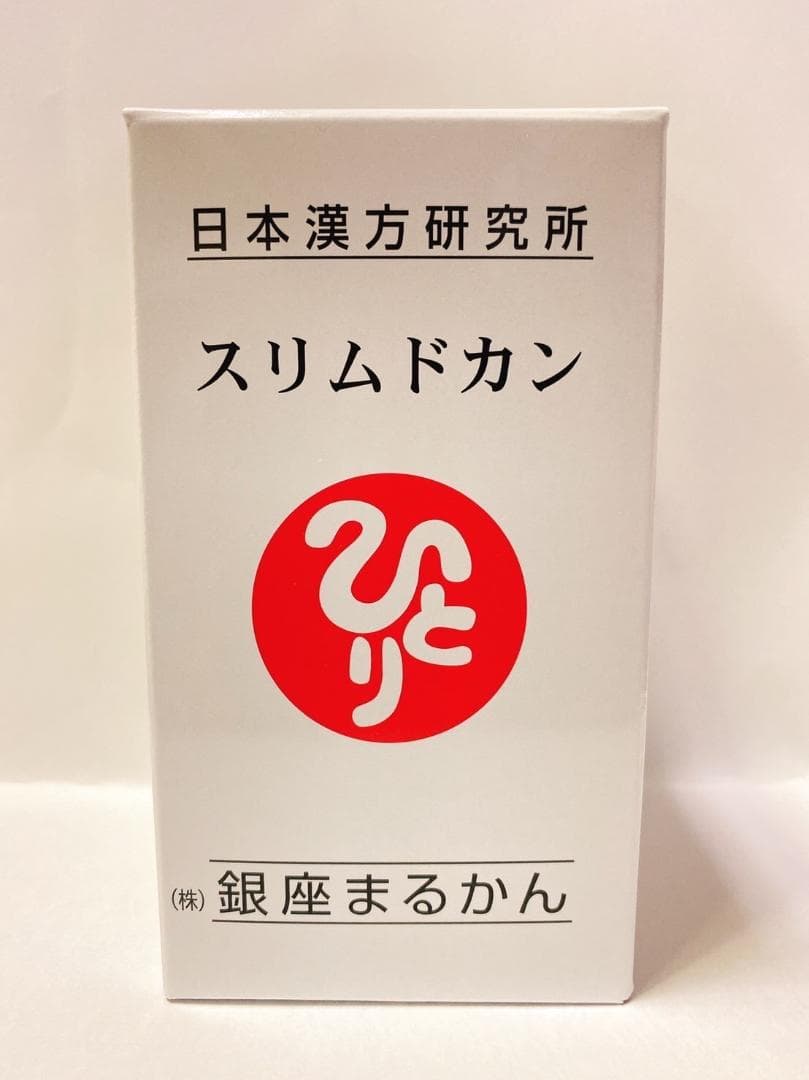 日本漢方研究所
スリムドカン
ひとり
(株)銀座まるかん